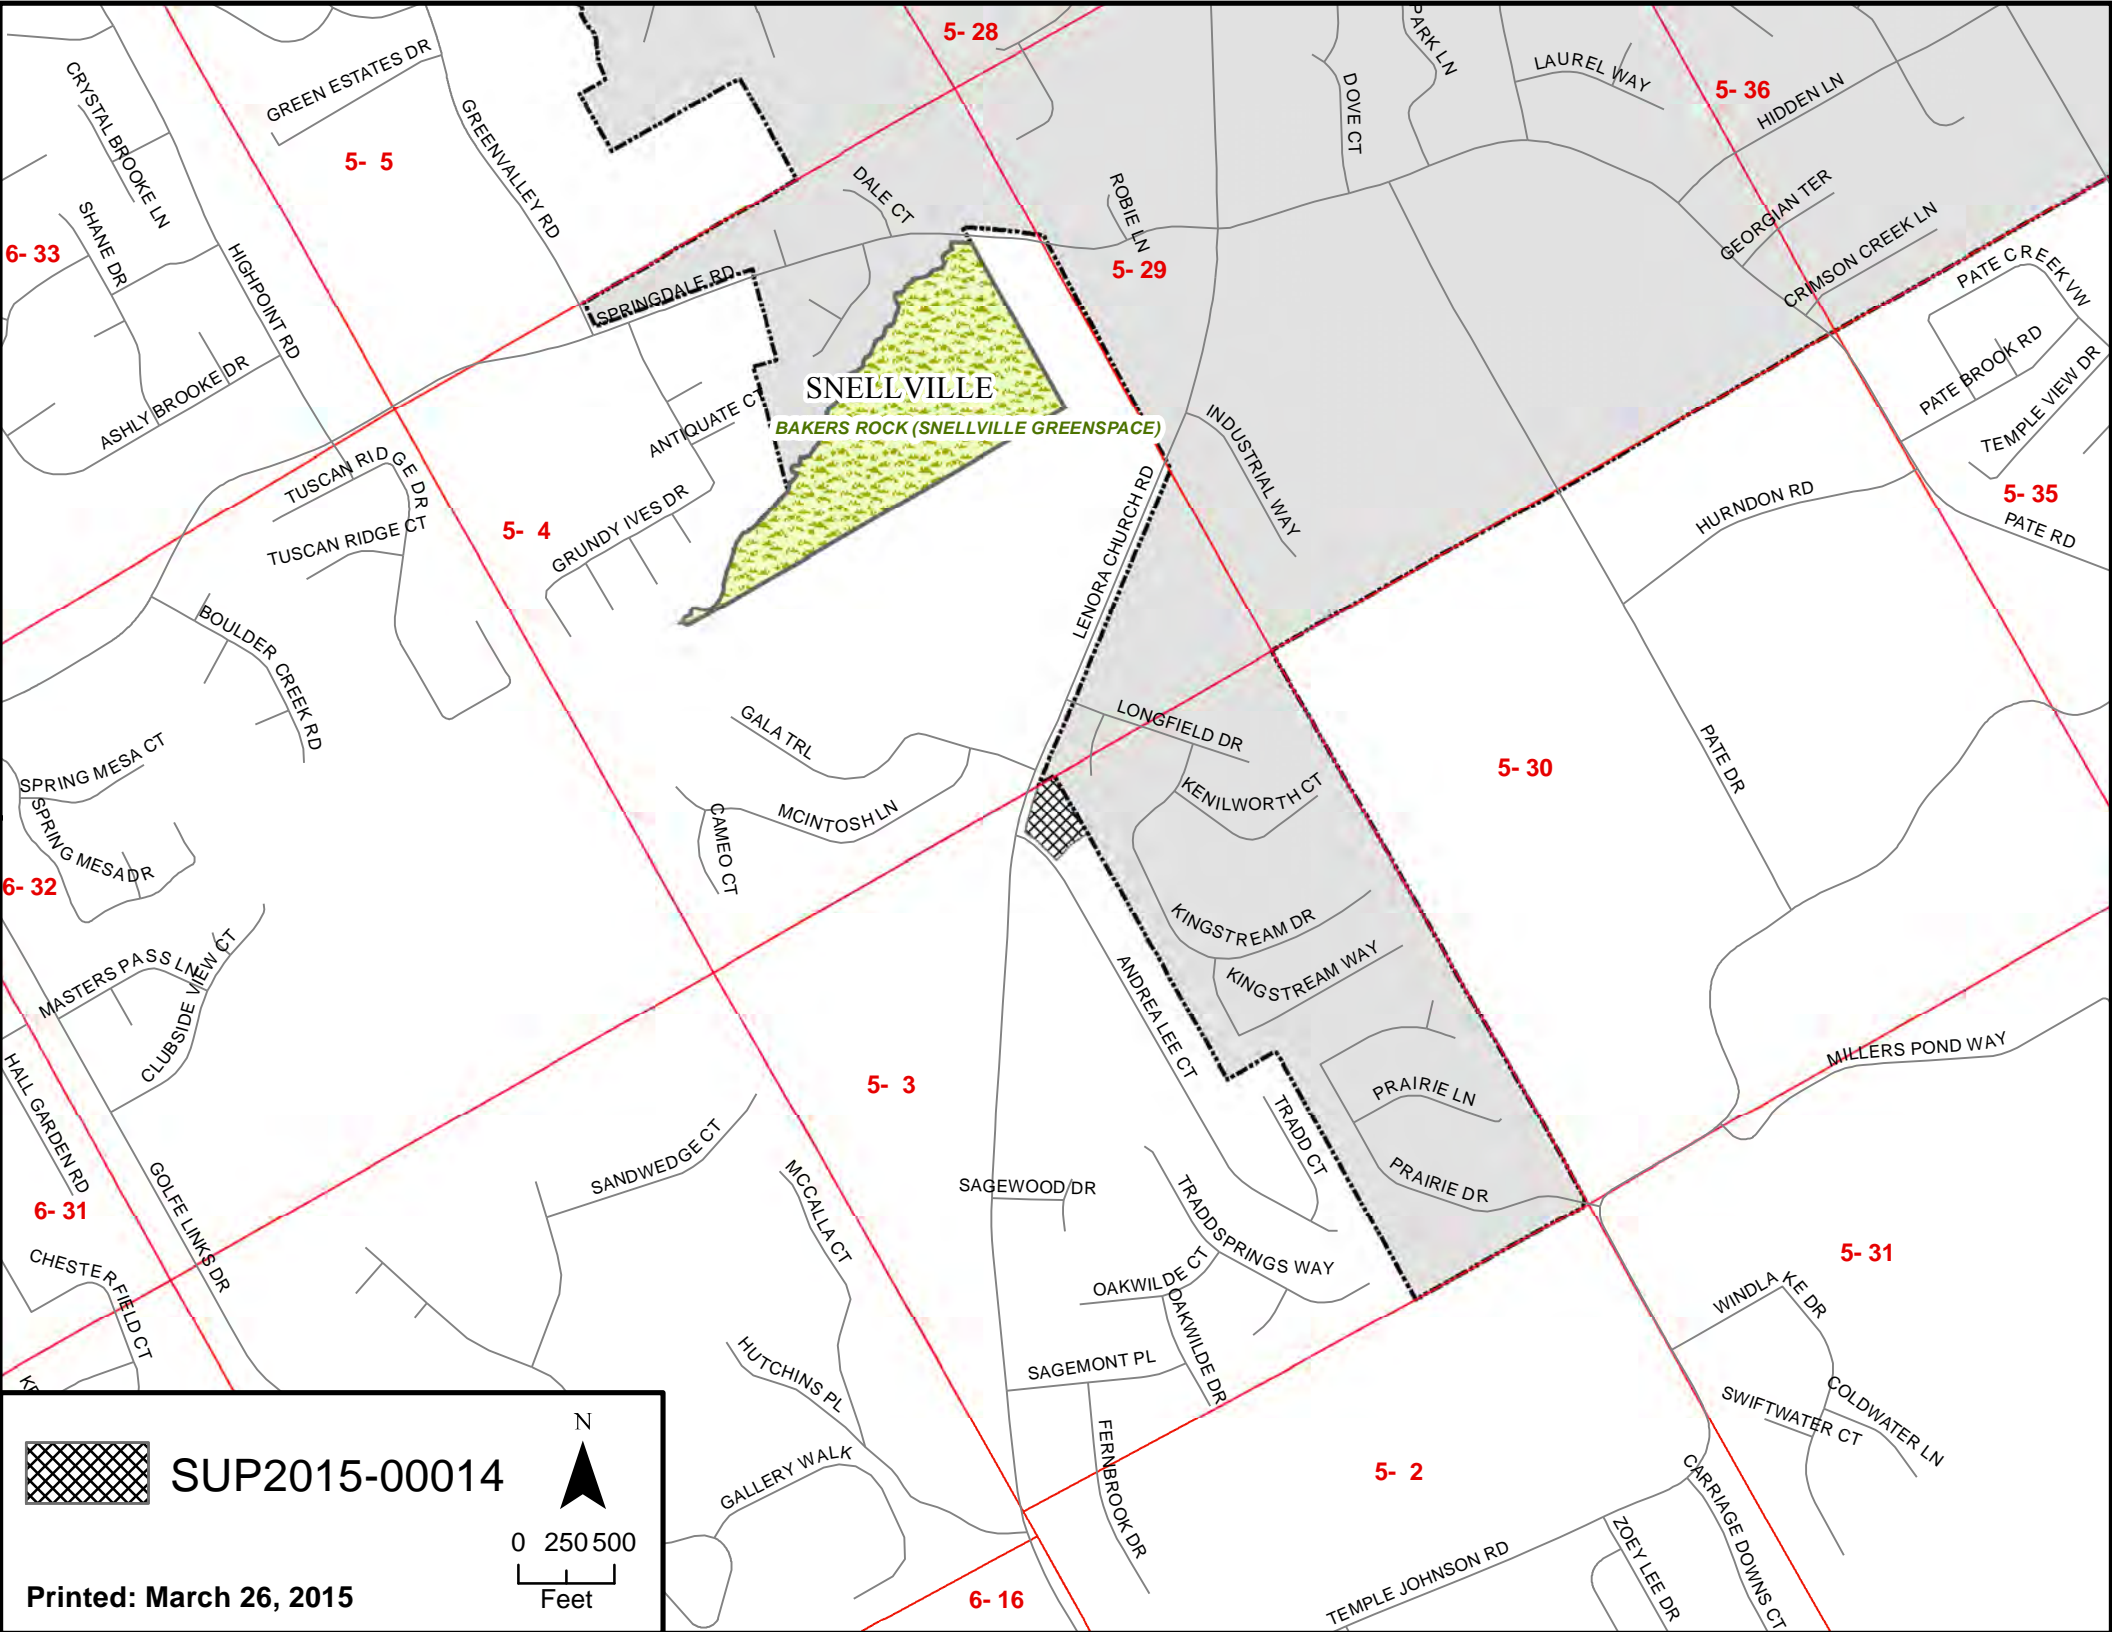 5- 28
CRYSTAL BROOKE LN
GREEN ESTATES DR
GREENVALLEY RD
PARK LN
LAUREL WAY
5- 36
HIDDEN LN
DOVE CT
5- 5
DALE CT
ROBIE LN
SHANE DR
6- 33
HIGHPOINT RD
GEORGIAN TER
CRIMSON CREEK LN
5- 29
PATE CREEK VW
SPRINGDALE RD
PATE BROOK RD
TEMPLE VIEW DR
ASHLY BROOKE DR
SNELLVILLE
ANTIQUATE CT
BAKERS ROCK (SNELLVILLE GREENSPACE)
INDUSTRIAL WAY
TUSCAN RIDGE DR
TUSCAN RIDGE CT
5- 4
GRUNDY IVES DR
LENORA CHURCH RD
HURNDON RD
5- 35
PATE RD
BOULDER CREEK RD
GALA TRL
LONGFIELD DR
PATE DR
SPRING MESA CT
5- 30
KENILWORTH CT
CAMEO CT
MCINTOSH LN
SPRING MESA DR
6- 32
MASTERS PASS LN
CLUBSIDE VIEW CT
KINGSTREAM DR
KINGSTREAM WAY
ANDREA LEE CT
HALL GARDEN RD
5- 3
MILLERS POND WAY
PRAIRIE LN
TRADD CT
SANDWEDGE CT
MCCALLA CT
SAGEWOOD DR
PRAIRIE DR
GOLFE LINKS DR
6- 31
TRADDSPRINGS WAY
5- 31
CHESTERFIELD CT
OAKWILDE CT
OAKWILDE DR
WINDLAKE DR
HUTCHINS PL
SAGEMONT PL
SWIFTWATER CT
COLDWATER LN
N
SUP2015-00014
GALLERY WALK
FERNBROOK DR
5- 2
CARRIAGE DOWNS CT
0 250 500
Feet
ZOEY LEE DR
TEMPLE JOHNSON RD
Printed: March 26, 2015
6- 16